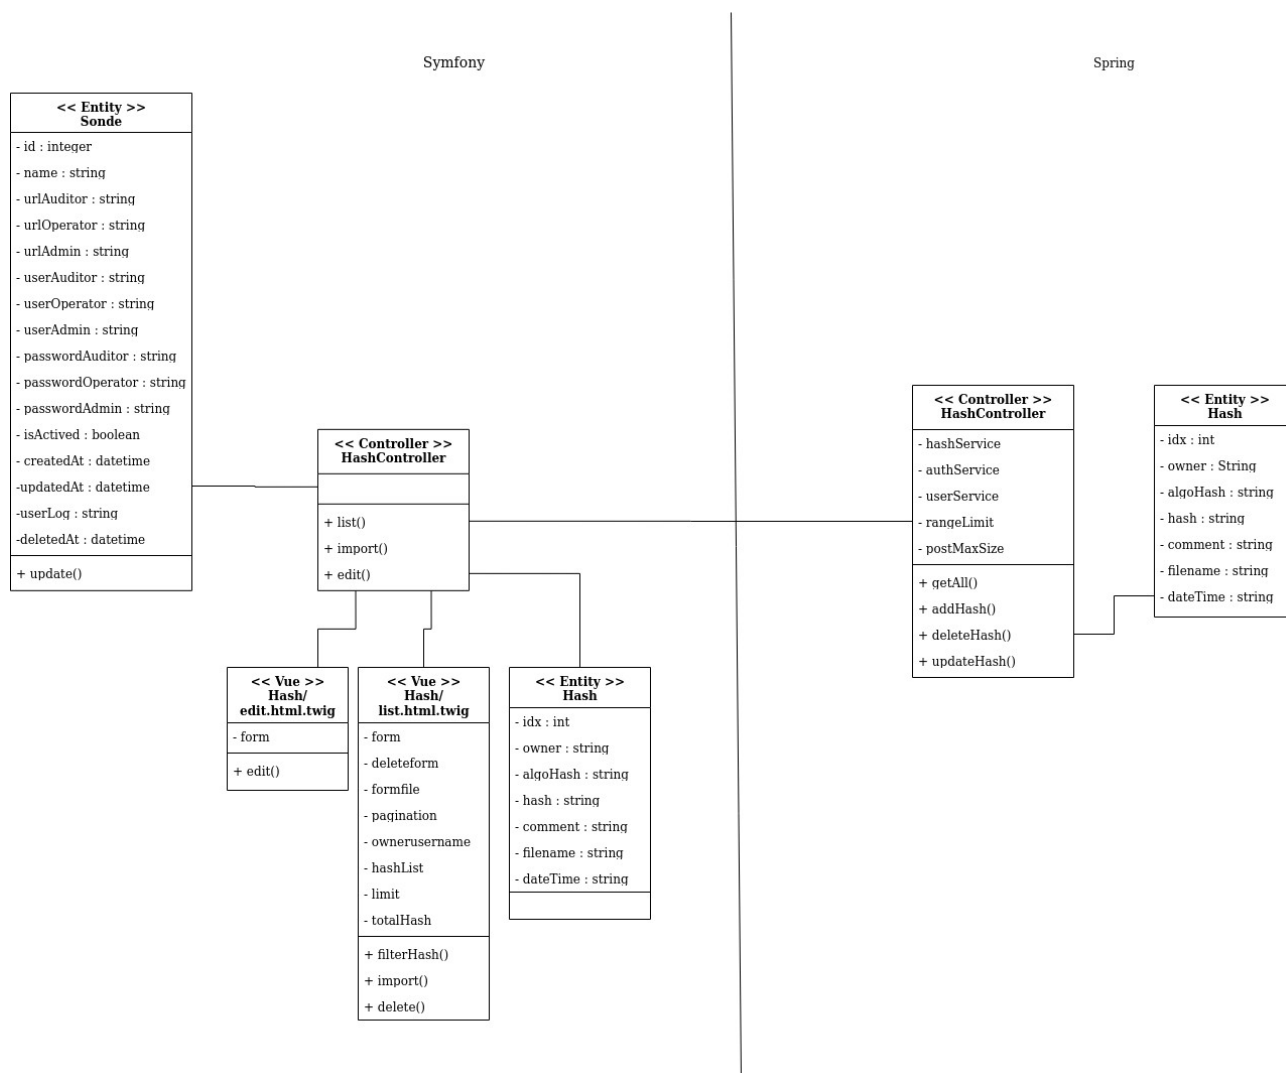 Symfony
Spring
<< Entity >>
Sonde
- id : integer
- name : string
- urlAuditor : string
- urlOperator : string
- urlAdmin : string
- userAuditor : string
- userOperator : string
- userAdmin : string
- passwordAuditor : string
- passwordOperator : string
- passwordAdmin : string
- isActived : boolean
- createdAt : datetime
-updatedAt : datetime
-userLog : string
-deletedAt : datetime
+ update()
<< Controller >>
HashController
+ list()
+ import()
+ edit()
<< Vue >>
Hash/
edit.html.twig
- form
+ edit()
<< Vue >>
Hash/
list.html.twig
- form
- deleteform
- formfile
- pagination
- ownerusername
- hashList
- limit
- totalHash
+ filterHash()
+ import()
+ delete()
<< Entity >>
Hash
- idx : int
- owner : string
- algoHash : string
- hash : string
- comment : string
- filename : string
- dateTime : string
<< Controller >>
HashController
- hashService
- authService
- userService
- rangeLimit
- postMaxSize
+ getAll()
+ addHash()
+ deleteHash()
+ updateHash()
<< Entity >>
Hash
- idx : int
- owner : String
- algoHash : string
- hash : string
- comment : string
- filename : string
- dateTime : string